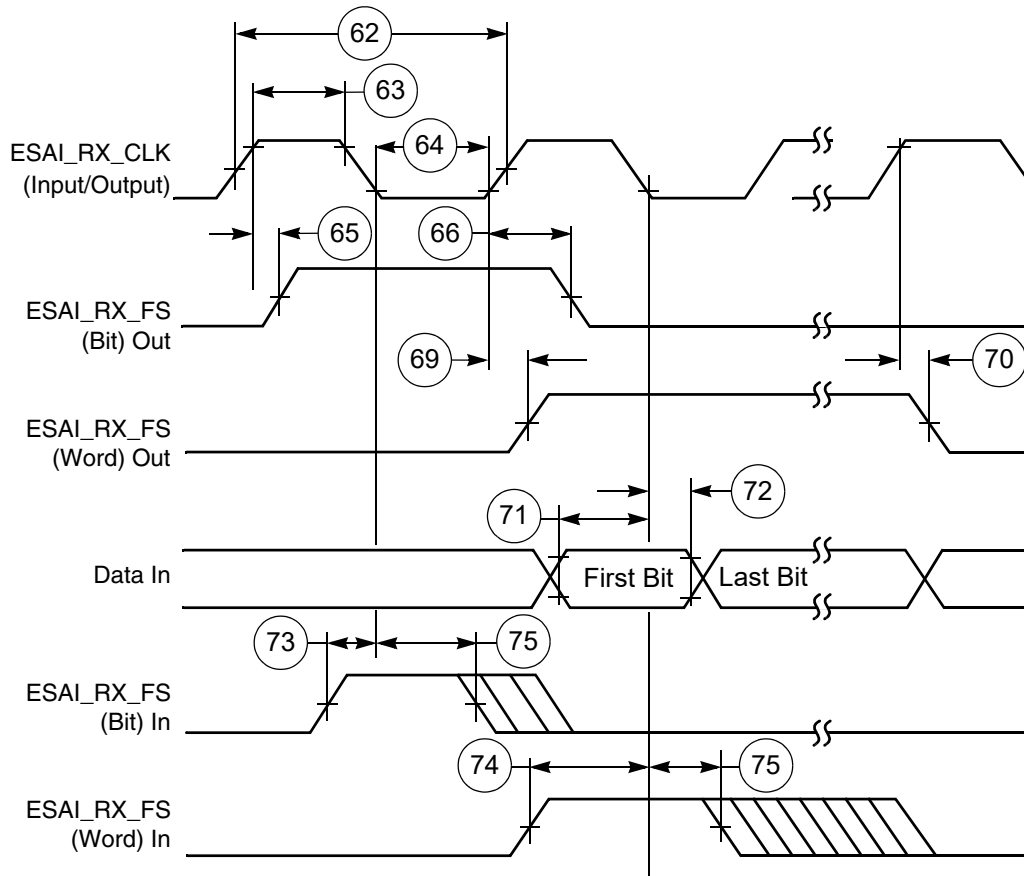 62
63
ESAI_RX_CLK
(Input/Output)
64
65
66
ESAI_RX_FS
(Bit) Out
69
70
ESAI_RX_FS
(Word) Out
71
72
Data In
First Bit
Last Bit
73
75
ESAI_RX_FS
(Bit) In
74
75
ESAI_RX_FS
(Word) In